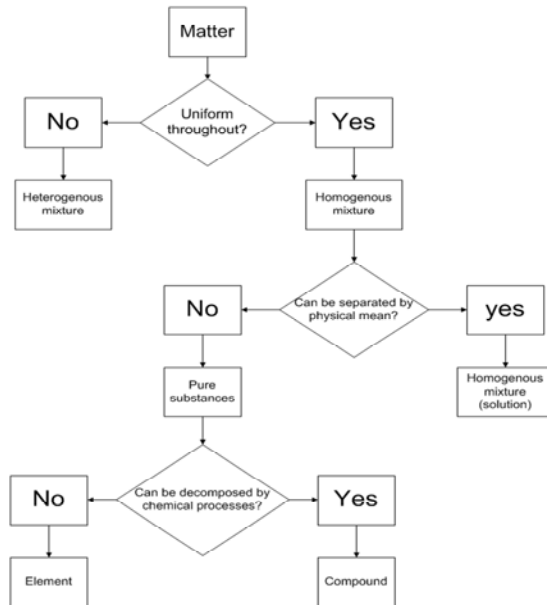 Matter
Uniform
throughout?
No
Yes
Heterogenous
mixture
Homogenous
mixture
Can be separated by
physical mean?
No
yes
Pure
substances
Homogenous
mixture
(solution)
Can be decomposed by
chemical processes?
No
Yes
Element
Compound